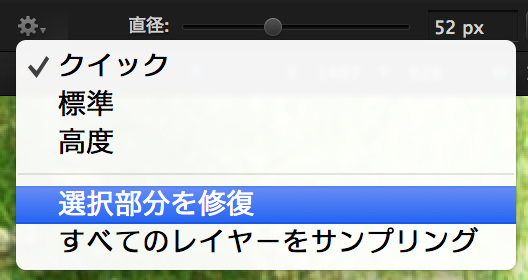 直径: 52 px
クイック
標準
高度
選択部分を修復
すべてのレイヤーをサンプリング